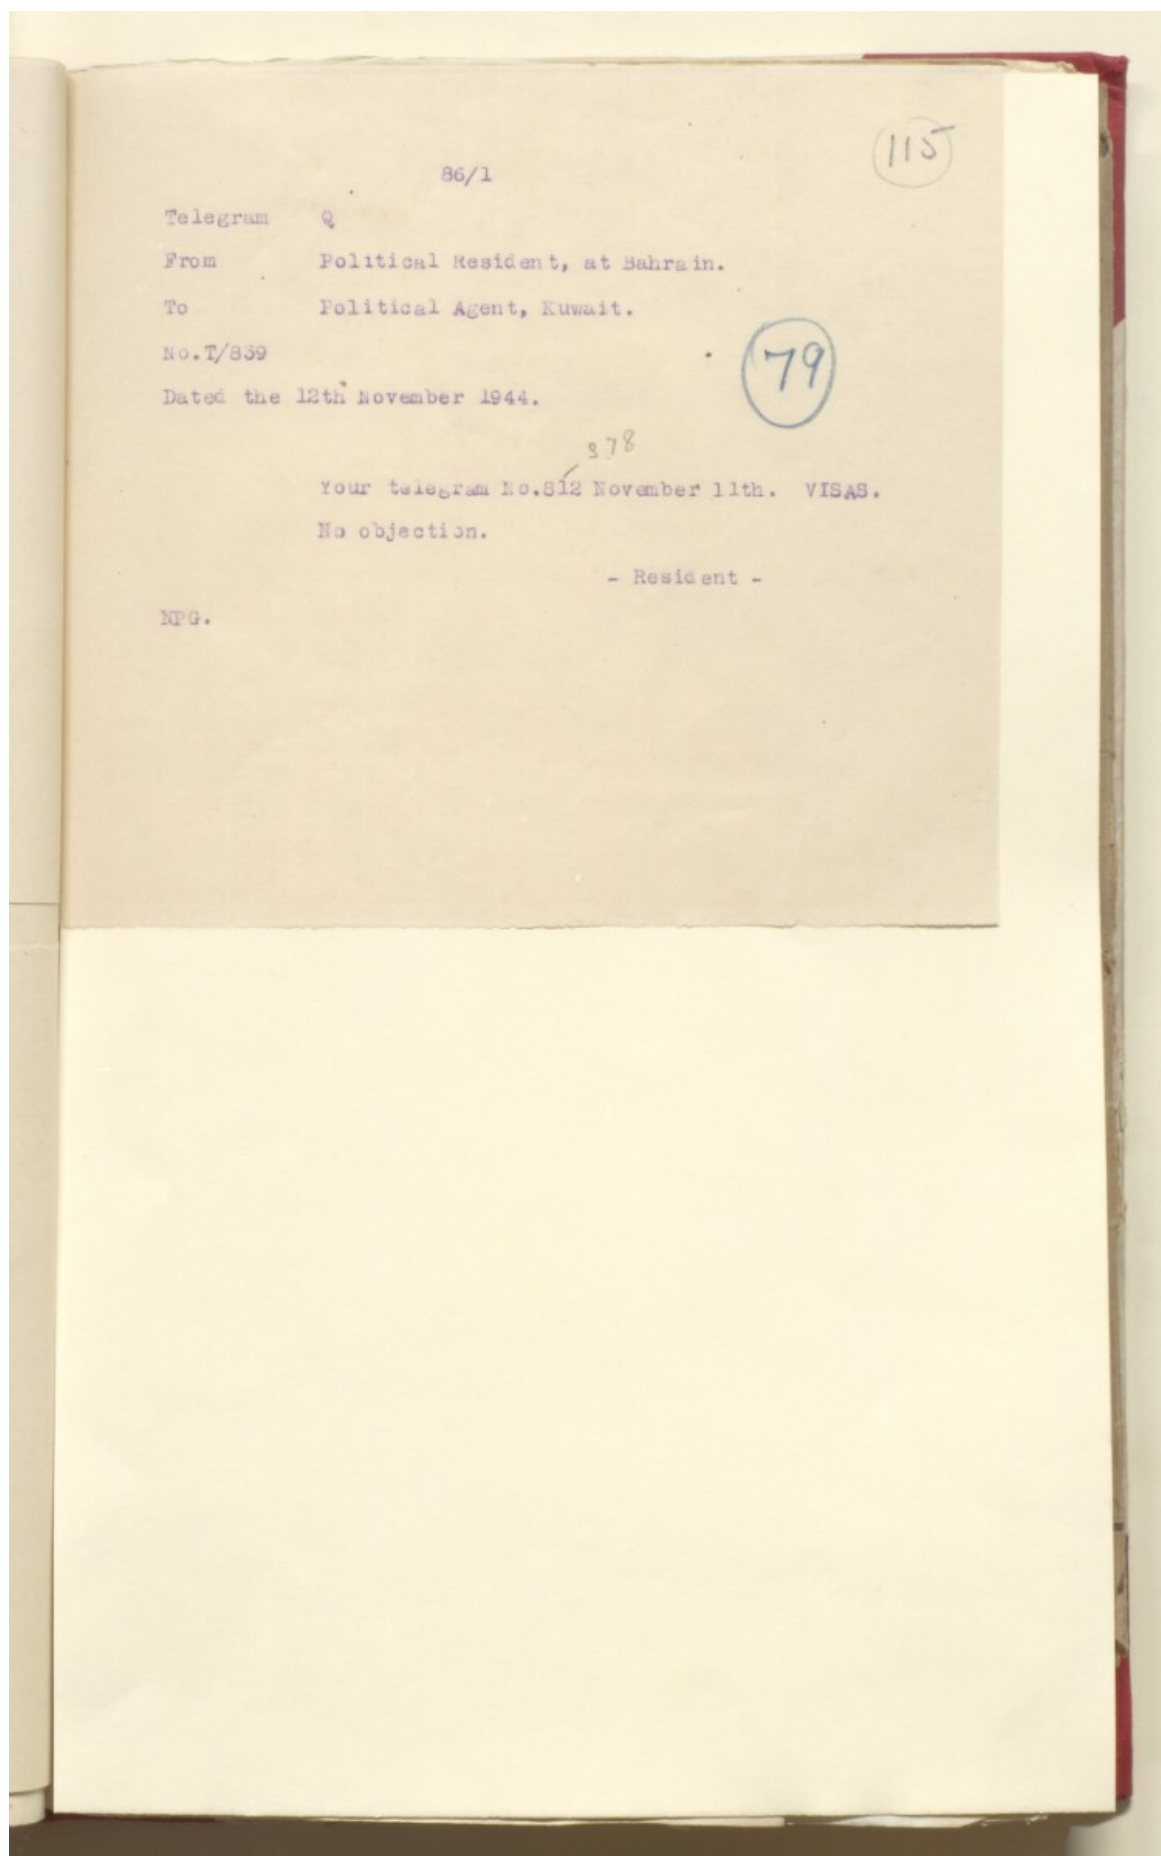 115
86/1
Telegram Q
From Political Resident, at Bahrain.
To Political Agent, Kuwait.
No.T/839
79
Dated the 12th November 1944.
s78
Your telegram No.812 November 11th. VISAS.
No objection.
- Resident -
NPG.